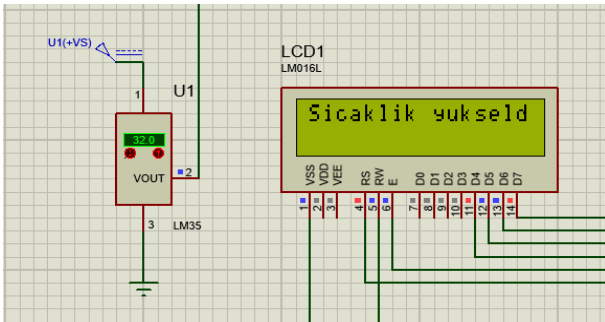 U1(+VS)
U1
1
32.0
VOUT
2
3
LM35
LCD1
LM016L
Sicaklik yukseld
VSS
VDD
VEE
RS
RW
E
D0
D1
D2
D3
D4
D5
D6
D7
1
2
3
4
5
6
7
8
9
10
11
12
13
14